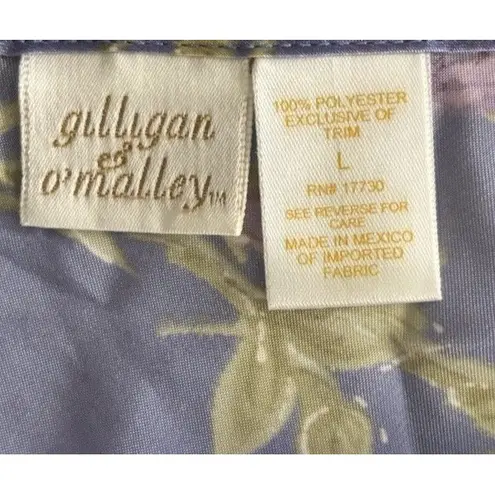 gilligan
&
o'malley™
100% POLYESTER
EXCLUSIVE OF
TRIM
L
RN# 17730
SEE REVERSE FOR
CARE
MADE IN MEXICO
OF IMPORTED
FABRIC